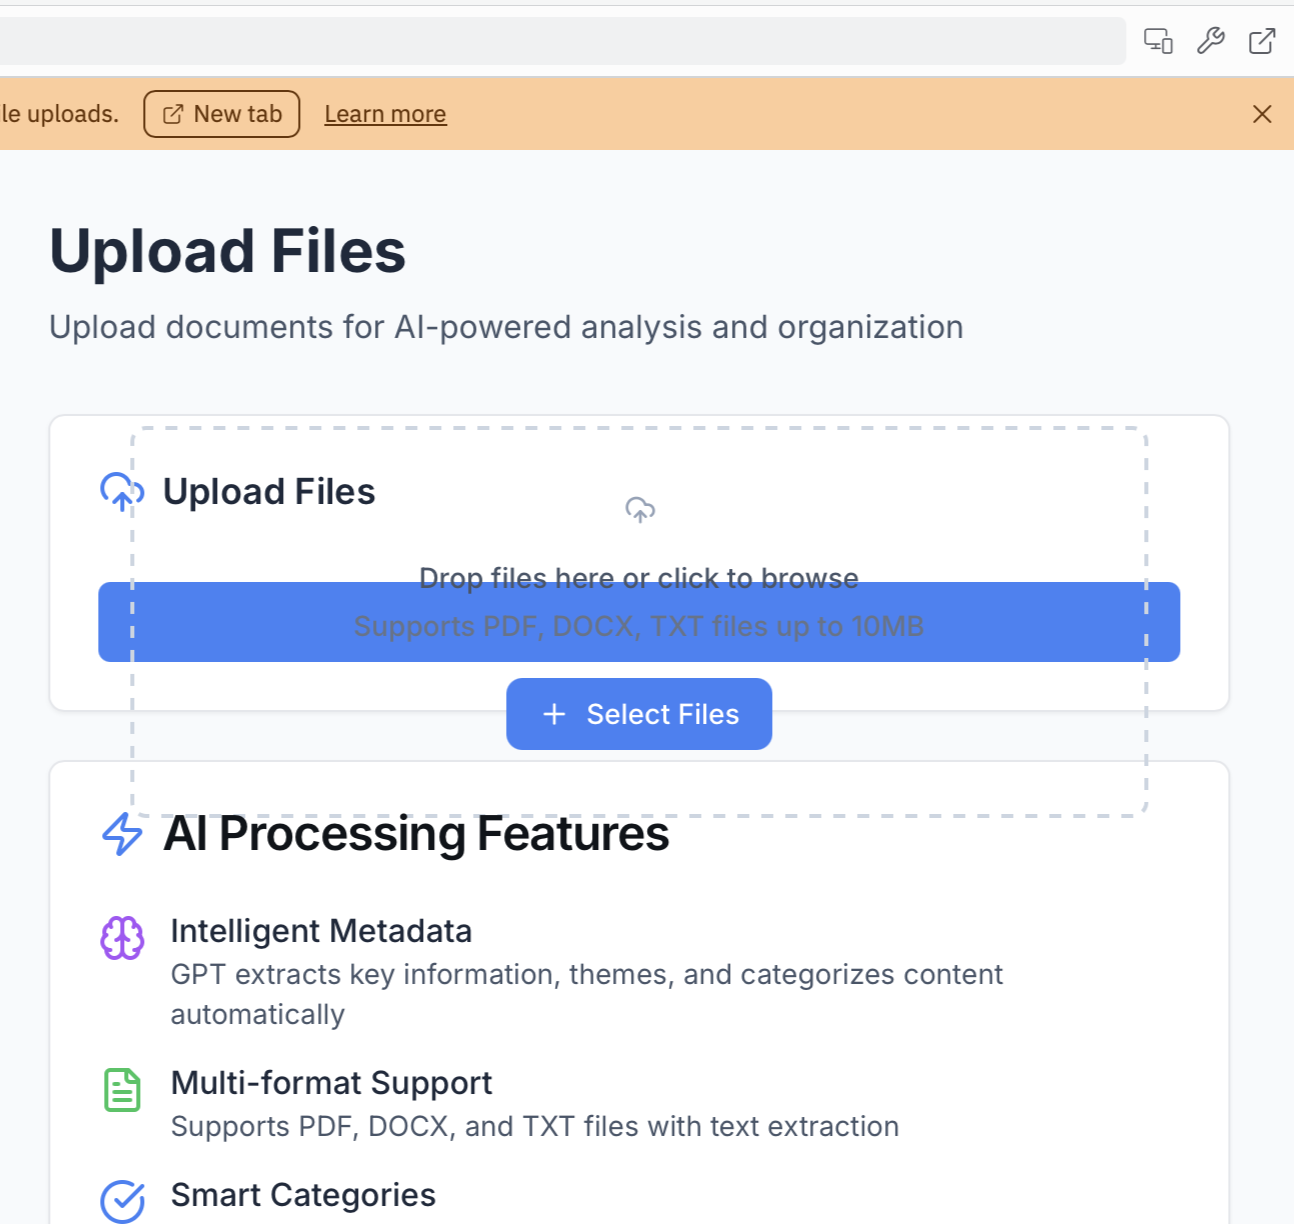 le uploads. New tab Learn more
Upload Files
Upload documents for AI-powered analysis and organization
Upload Files
Drop files here or click to browse
Supports PDF, DOCX, TXT files up to 10MB
Select Files
AI Processing Features
Intelligent Metadata
GPT extracts key information, themes, and categorizes content
automatically
Multi-format Support
Supports PDF, DOCX, and TXT files with text extraction
Smart Categories